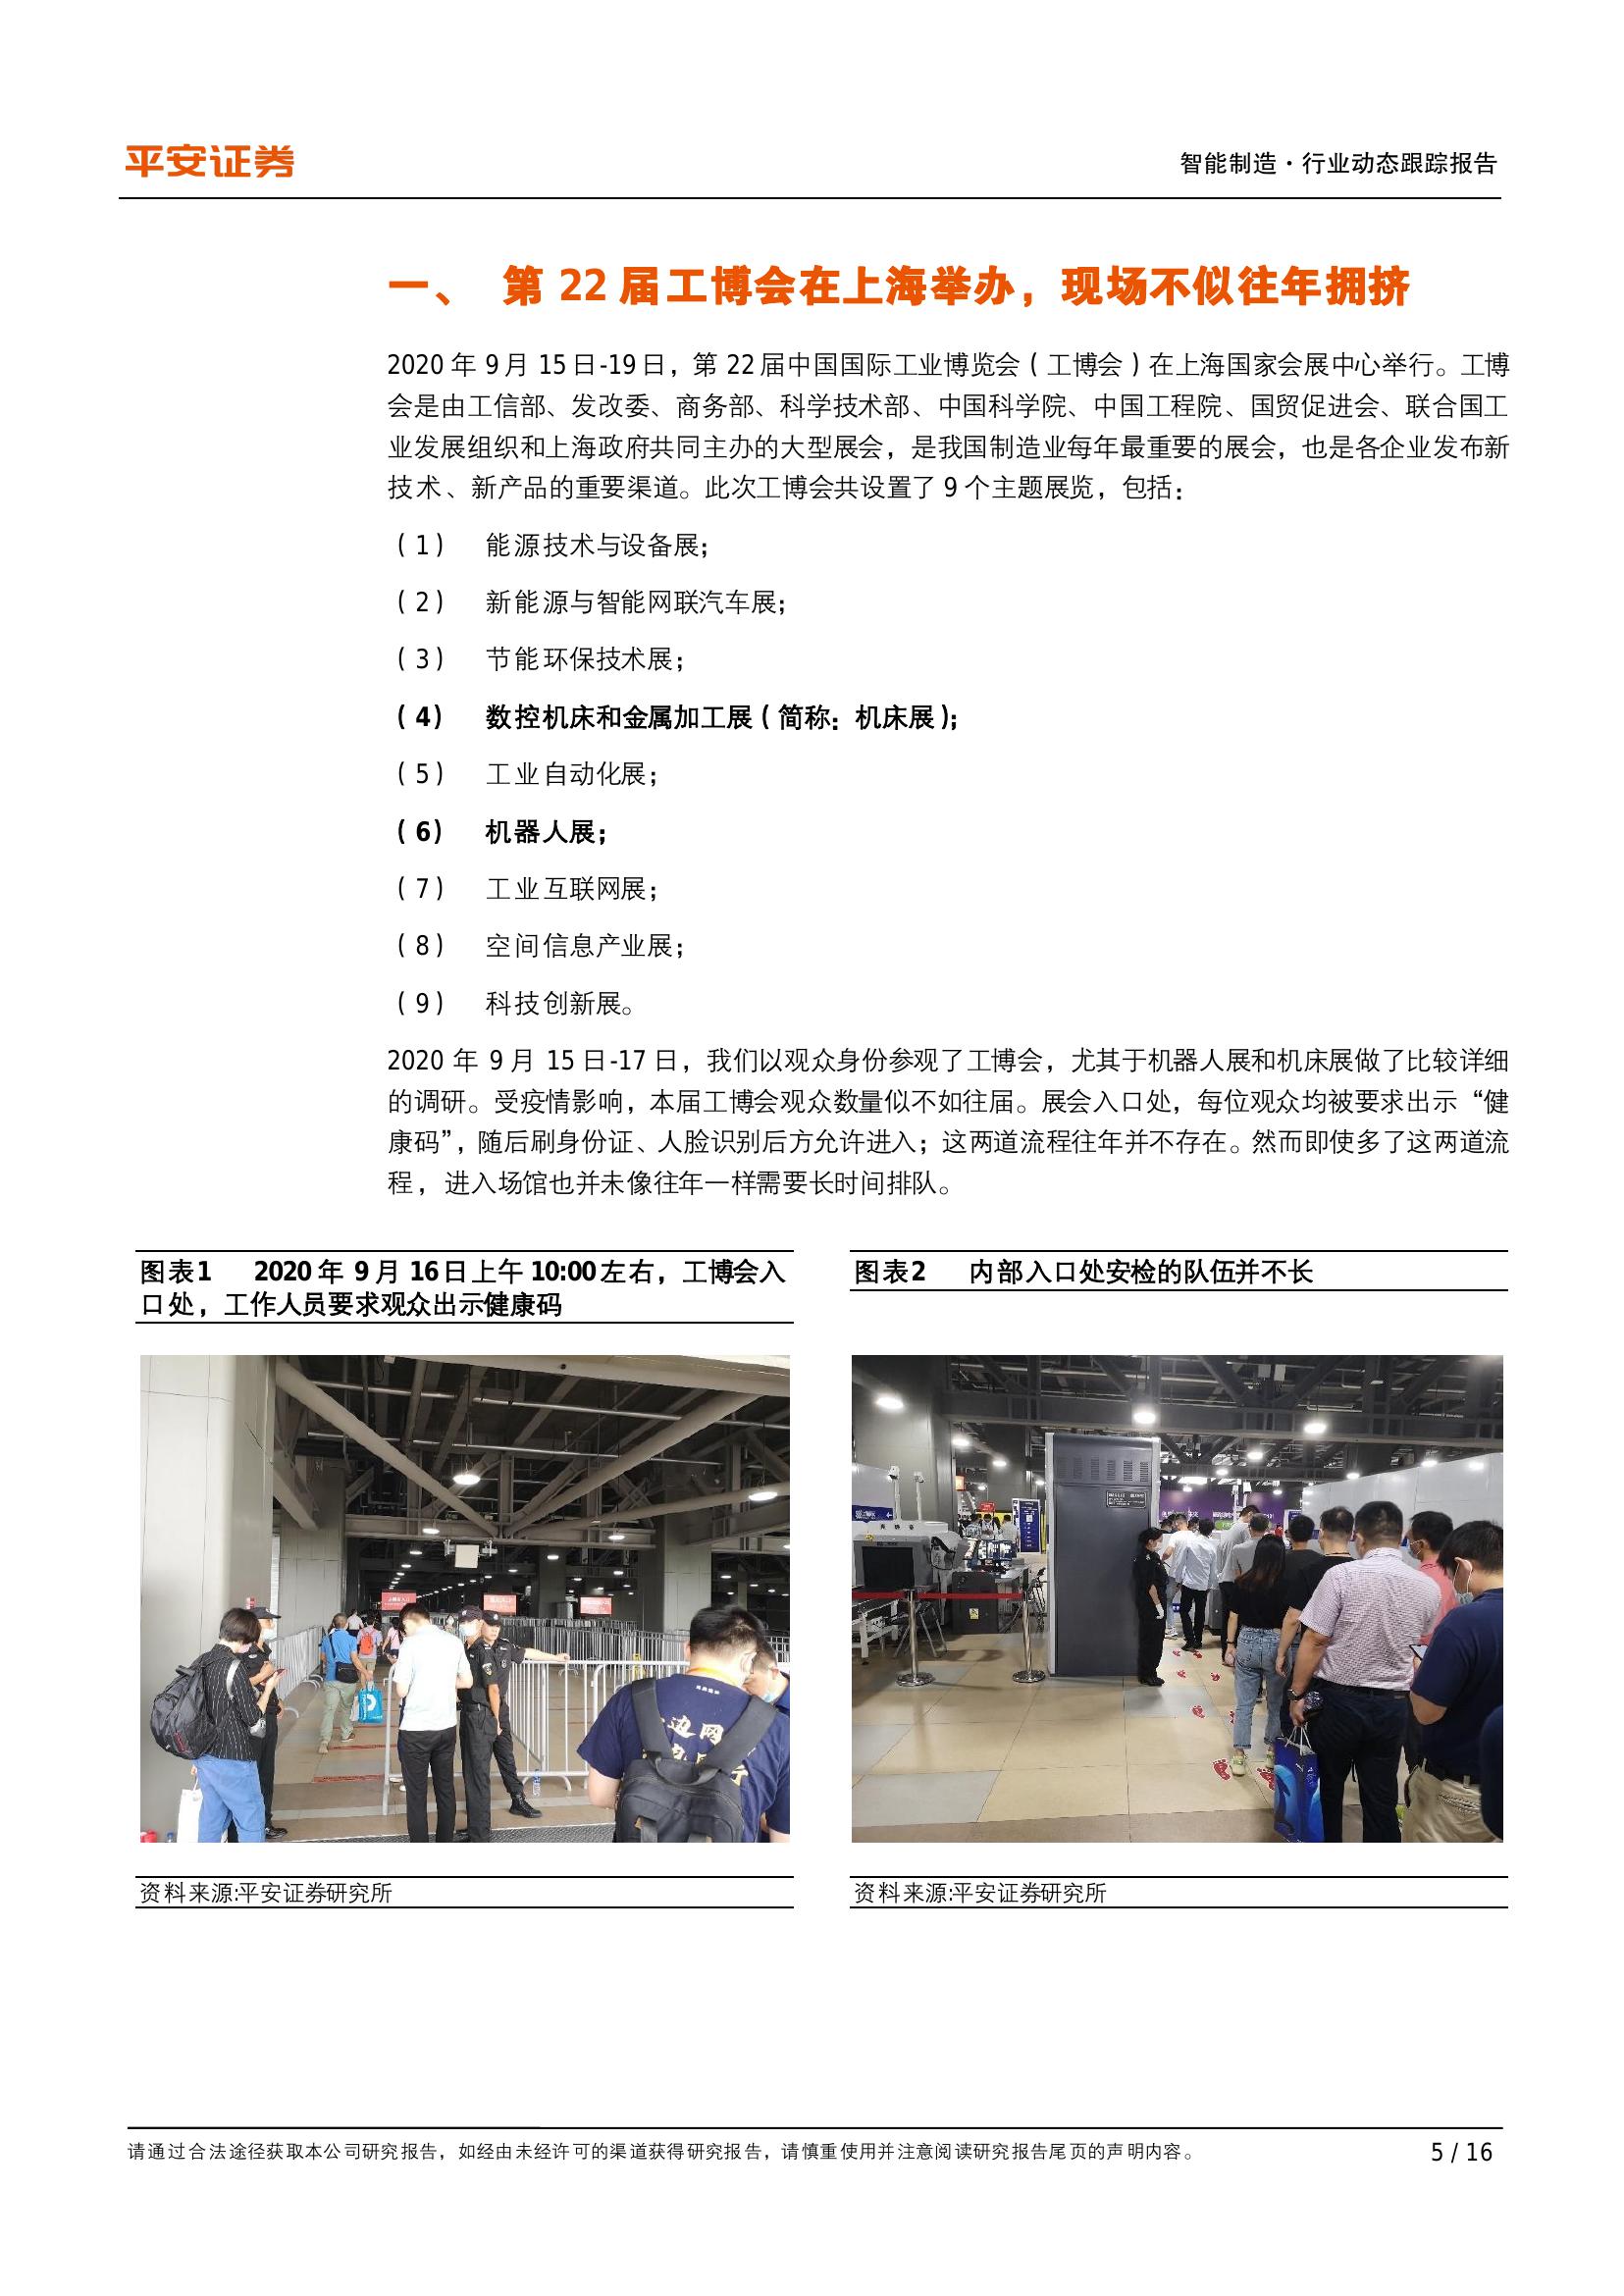 平安证券
智能制造·行业动态跟踪报告
一、 第 22 届工博会在上海举办，现场不似往年拥挤
2020 年 9 月 15 日-19 日，第 22 届中国国际工业博览会（工博会）在上海国家会展中心举行。工博
会是由工信部、发改委、商务部、科学技术部、中国科学院、中国工程院、国贸促进会、联合国工
业发展组织和上海政府共同主办的大型展会，是我国制造业每年最重要的展会，也是各企业发布新
技术、新产品的重要渠道。此次工博会共设置了 9 个主题展览，包括：
（1） 能源技术与设备展；
（2） 新能源与智能网联汽车展；
（3） 节能环保技术展；
（4） 数控机床和金属加工展（简称：机床展）；
（5） 工业自动化展；
（6） 机器人展；
（7） 工业互联网展；
（8） 空间信息产业展；
（9） 科技创新展。
2020 年 9 月 15 日-17 日，我们以观众身份参观了工博会，尤其于机器人展和机床展做了比较详细
的调研。受疫情影响，本届工博会观众数量似不如往届。展会入口处，每位观众均被要求出示“健
康码”，随后刷身份证、人脸识别后方允许进入；这两道流程往年并不存在。然而即使多了这两道流
程，进入场馆也并未像往年一样需要长时间排队。
图表1 2020 年 9 月 16 日上午 10:00 左右，工博会入
口处，工作人员要求观众出示健康码
图表2 内部入口处安检的队伍并不长
资料来源:平安证券研究所
资料来源:平安证券研究所
请通过合法途径获取本公司研究报告，如经由未经许可的渠道获得研究报告，请慎重使用并注意阅读研究报告尾页的声明内容。
5 / 16